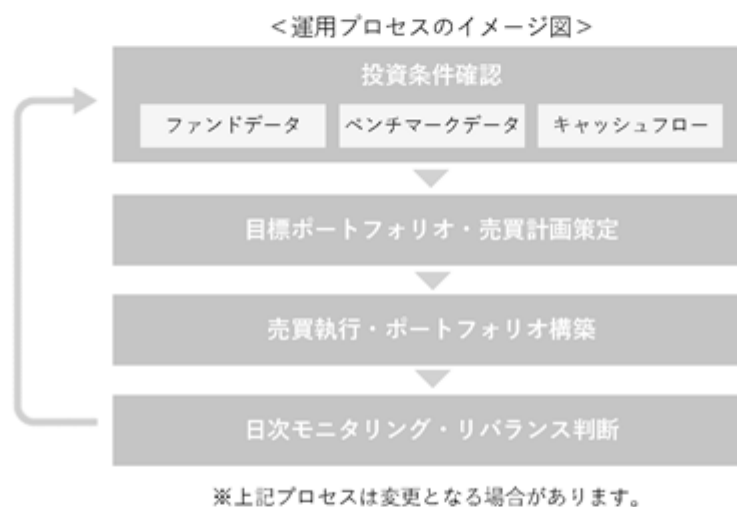 ＜運用プロセスのイメージ図＞
投資条件確認
ファンドデータ
ベンチマークデータ
キャッシュフロー
目標ポートフォリオ・売買計画策定
売買執行・ポートフォリオ構築
日次モニタリング・リバランス判断
※上記プロセスは変更となる場合があります。